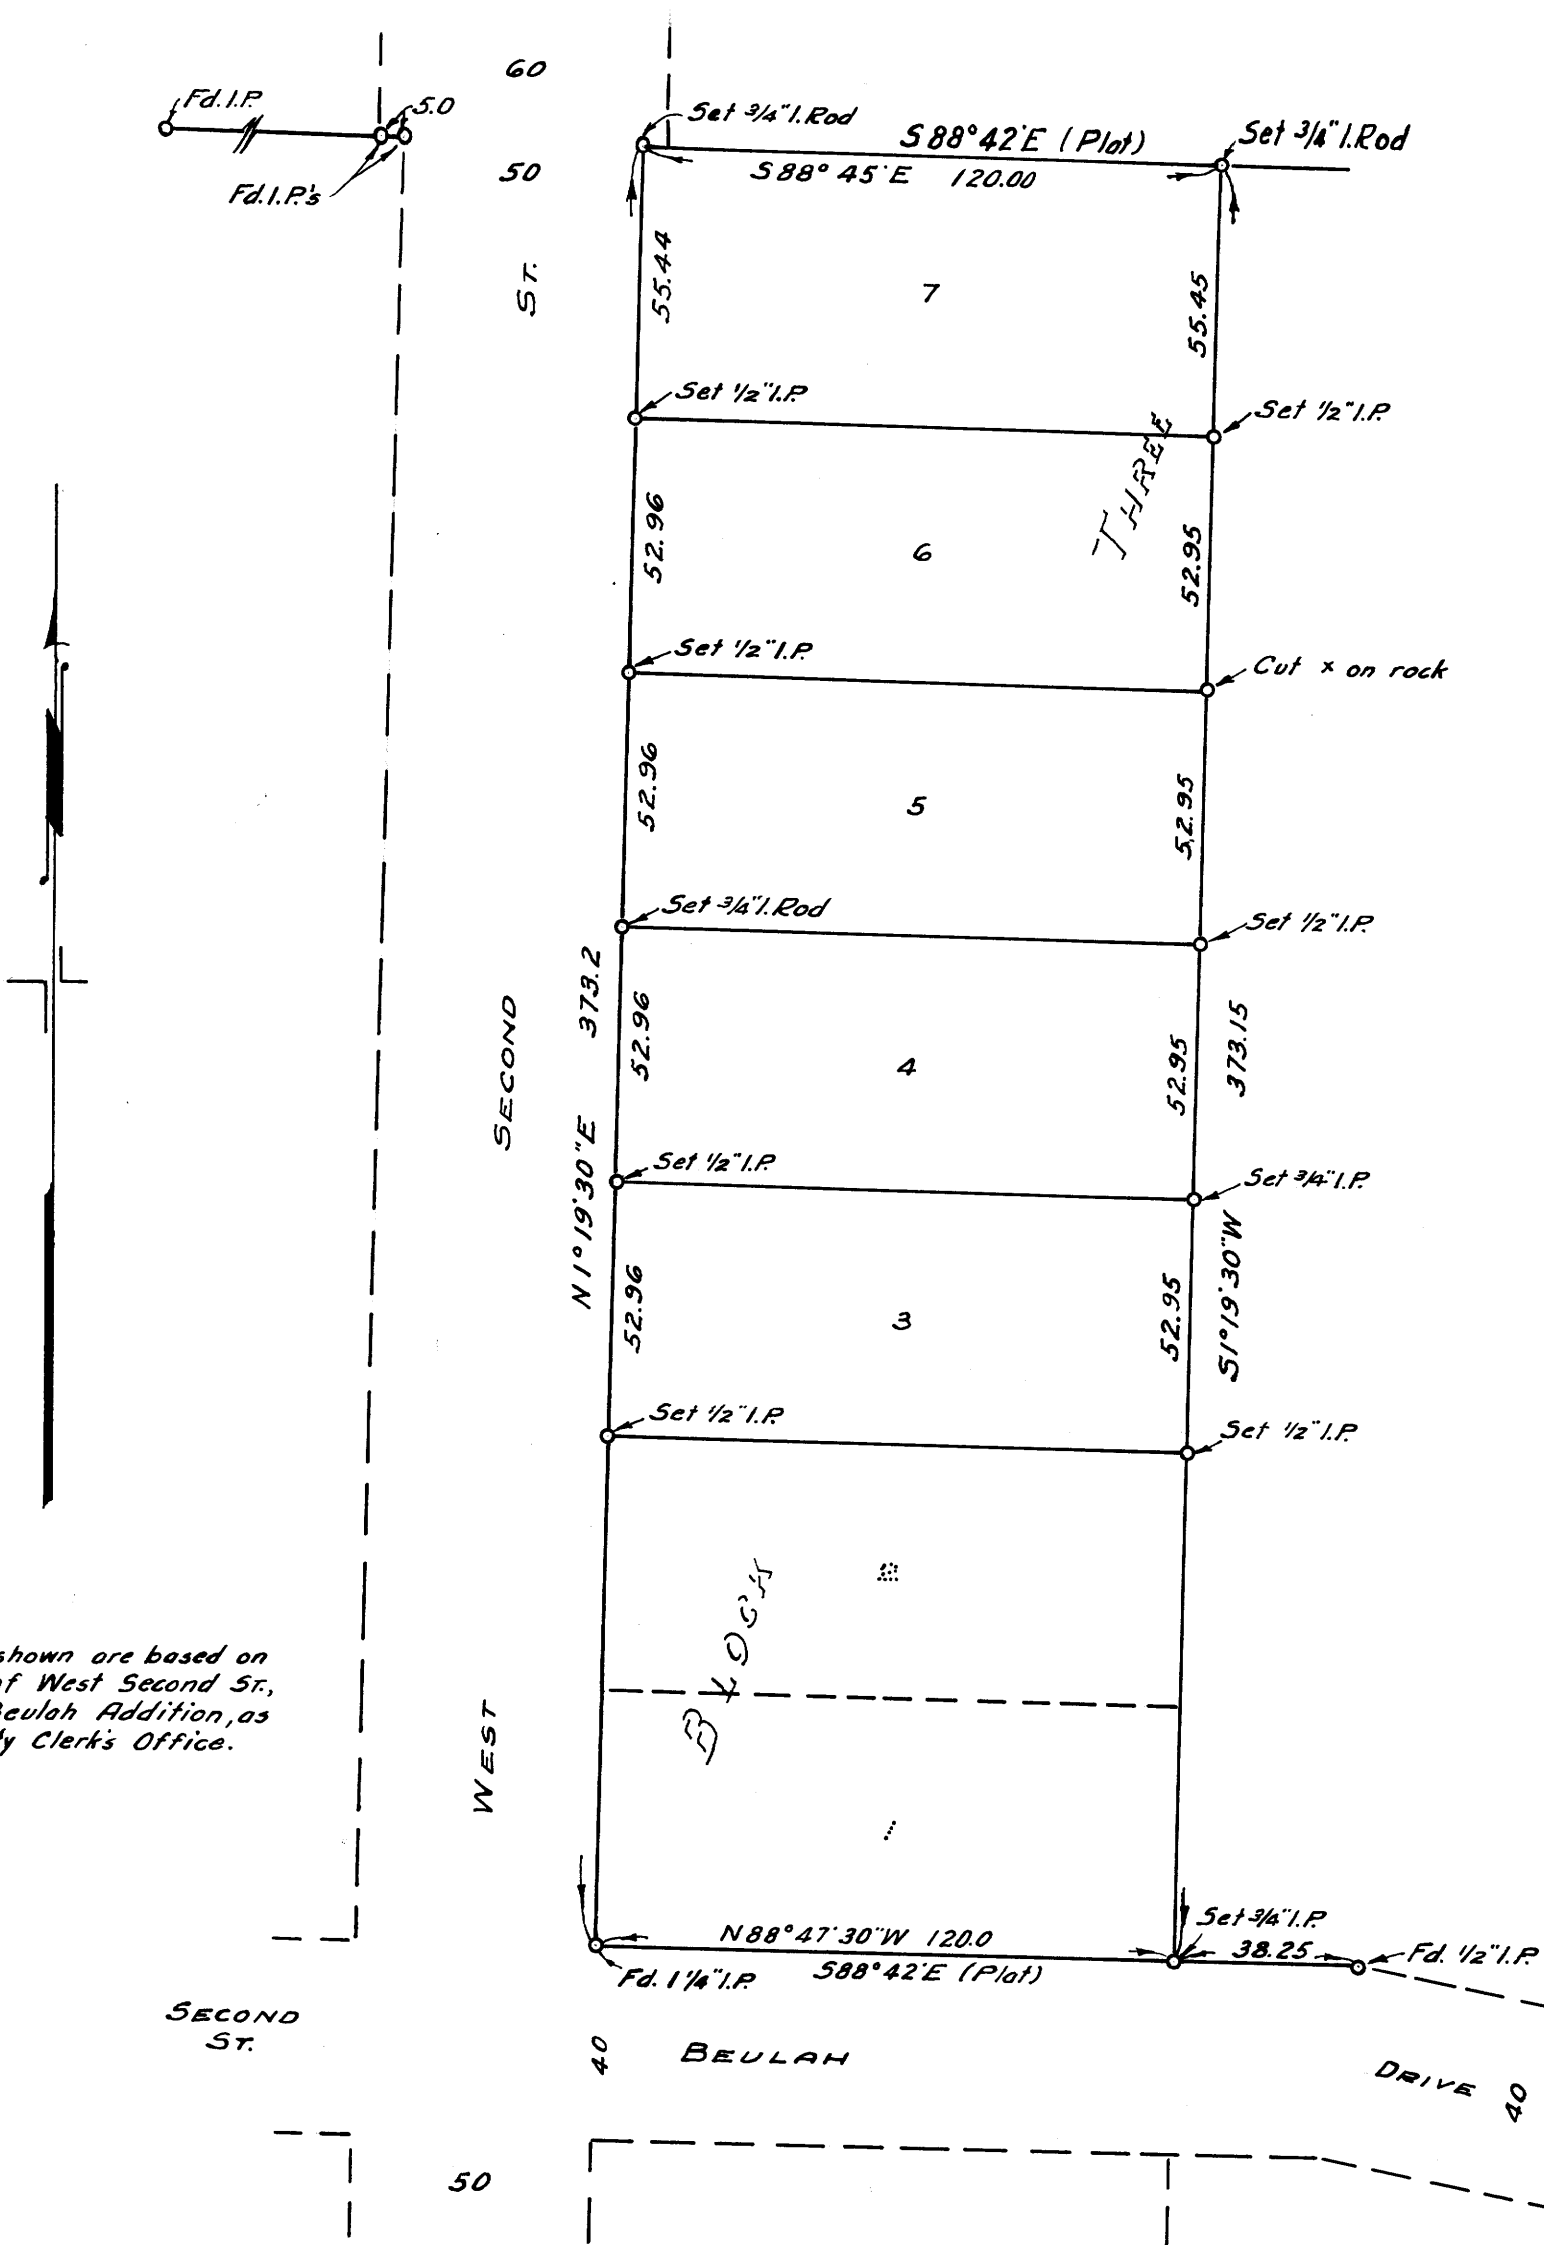 60
Fd. I.P.
5.0
Set 3/4" I. Rod
S 88° 42' E (Plat)
Set 3/4" I. Rod
50
S 88° 45' E 120.00
Fd. I.P.'s
ST.
55.44
7
55.45
Set 1/2" I.P.
Set 1/2" I.P.
THREE
52.96
6
52.95
Set 1/2" I.P.
Cut x on rock
52.96
5
52.95
Set 3/4" I. Rod
Set 1/2" I.P.
SECOND
373.2
52.96
4
52.95
373.15
Set 1/2" I.P.
Set 3/4" I.P.
N 1° 19' 30" E
52.96
3
52.95
S 1° 19' 30" W
Set 1/2" I.P.
Set 1/2" I.P.
2
BLOCK
shown are based on
of West Second St.,
Beulah Addition, as
Clerk's Office.
WEST
1
Set 3/4" I.P.
N 88° 47' 30" W 120.0
38.25
Fd. 1/2" I.P.
Fd. 1 1/4" I.P.
S 88° 42' E (Plat)
SECOND
ST.
40
BEULAH
DRIVE
40
50